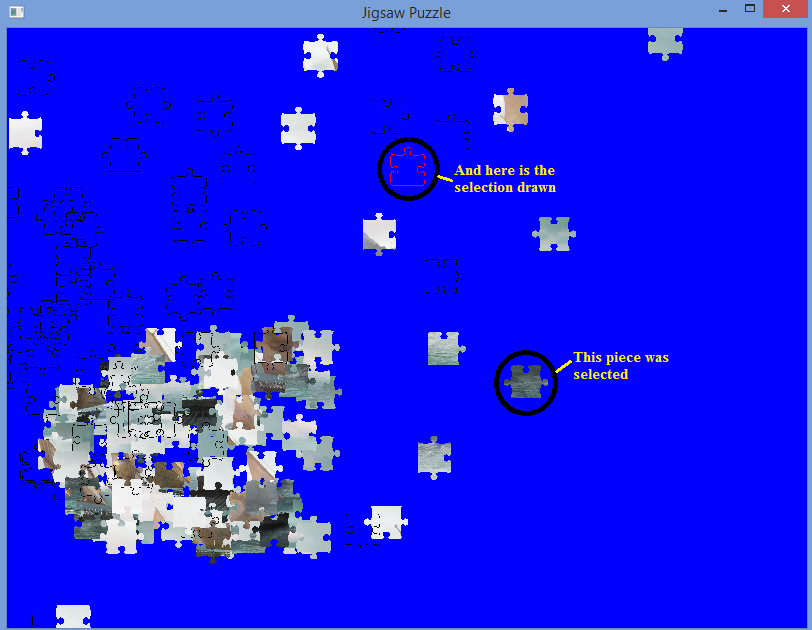 Jigsaw Puzzle
And here is the
selection drawn
This piece was
selected